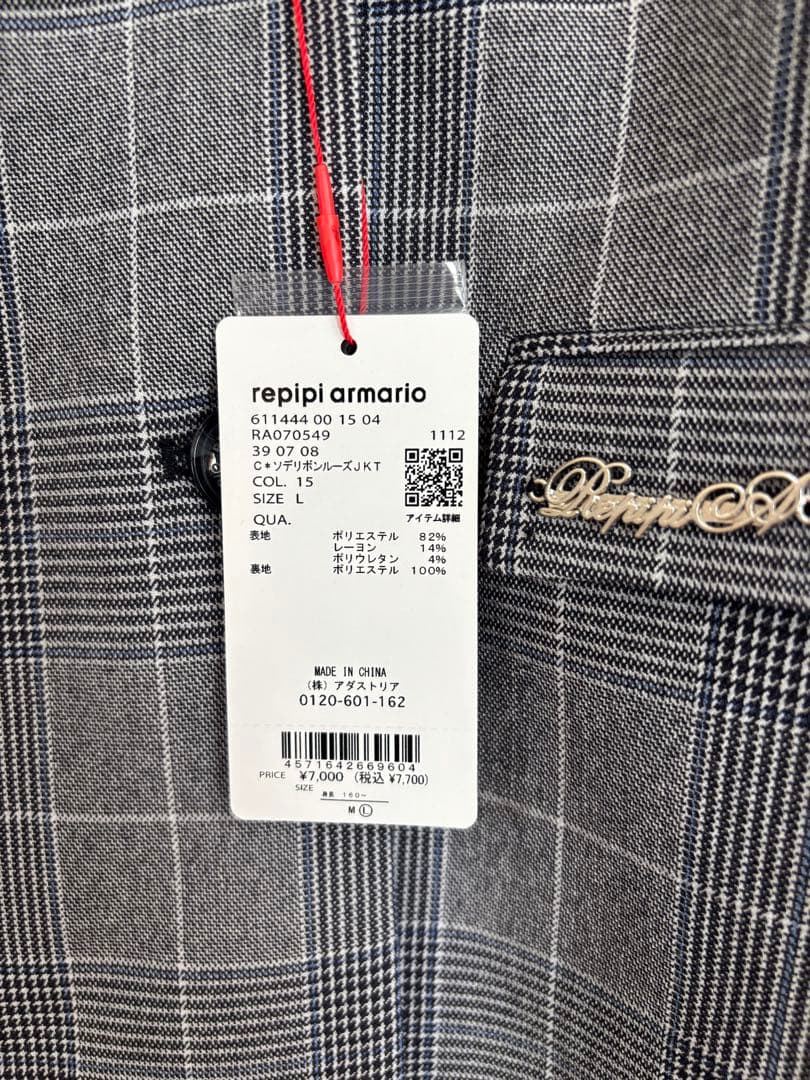 repipi armario
611444 00 15 04
RA070549 1112
39 07 08
C*ソデリボンルーズJKT
COL. 15
SIZE L
QUA. アイテム詳細
表地 ポリエステル 82%
レーヨン 14%
ポリウレタン 4%
裏地 ポリエステル 100%
MADE IN CHINA
(株) アダストリア
0120-601-162
4571642669604
PRICE ¥7,000 (税込 ¥7,700)
SIZE
身長 160~
M L
Repipi A